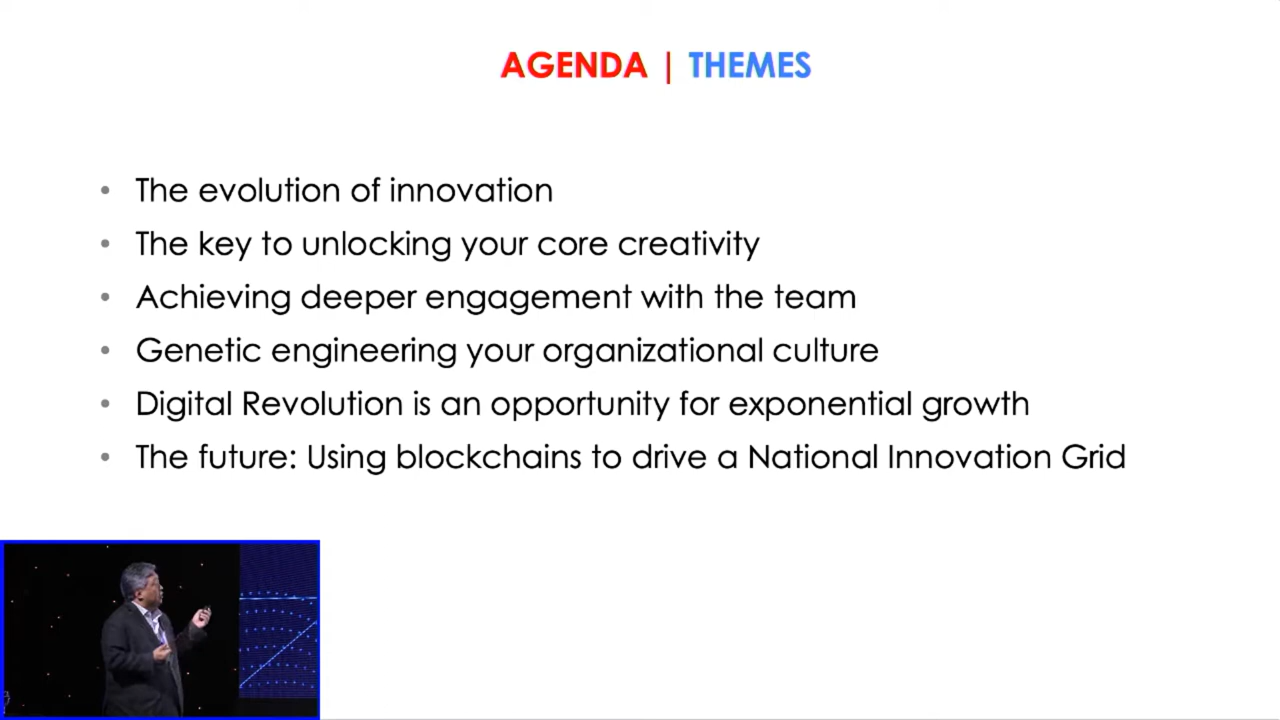 AGENDA | THEMES
• The evolution of innovation
• The key to unlocking your core creativity
• Achieving deeper engagement with the team
• Genetic engineering your organizational culture
• Digital Revolution is an opportunity for exponential growth
• The future: Using blockchains to drive a National Innovation Grid